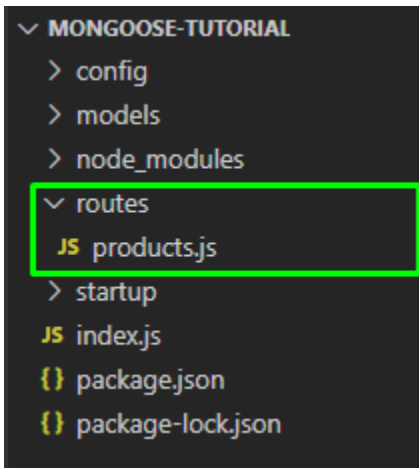 MONGOOSE-TUTORIAL
config
models
node_modules
routes
JS products.js
startup
JS index.js
{} package.json
{} package-lock.json